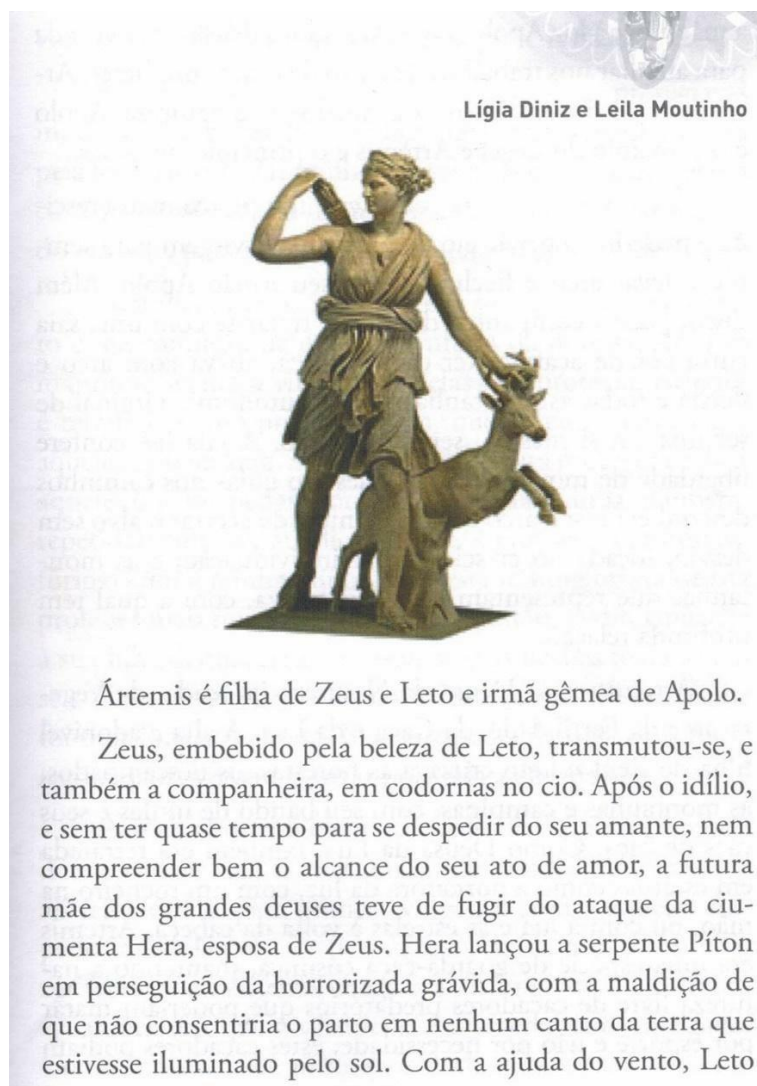 Lígia Diniz e Leila Moutinho
Ártemis é filha de Zeus e Leto e irmã gêmea de Apolo.
Zeus, embebido pela beleza de Leto, transmutou-se, e
também a companheira, em codornas no cio. Após o idílio,
e sem ter quase tempo para se despedir do seu amante, nem
compreender bem o alcance do seu ato de amor, a futura
mãe dos grandes deuses teve de fugir do ataque da ciu-
menta Hera, esposa de Zeus. Hera lançou a serpente Píton
em perseguição da horrorizada grávida, com a maldição de
que não consentiria o parto em nenhum canto da terra que
estivesse iluminado pelo sol. Com a ajuda do vento, Leto